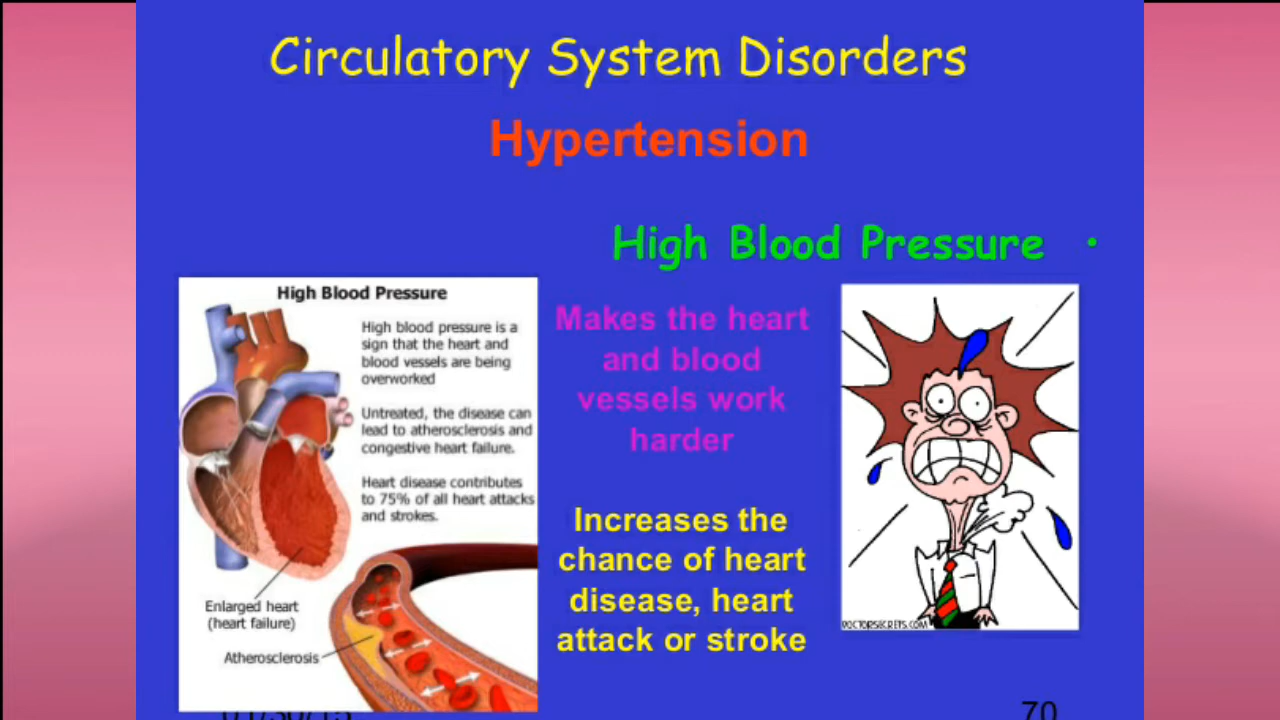 Circulatory System Disorders
Hypertension
High Blood Pressure •
High Blood Pressure
High blood pressure is a
sign that the heart and
blood vessels are being
overworked
Untreated, the disease can
lead to atherosclerosis and
congestive heart failure.
Heart disease contributes
to 75% of all heart attacks
and strokes.
Enlarged heart
(heart failure)
Atherosclerosis
Makes the heart
and blood
vessels work
harder
Increases the
chance of heart
disease, heart
attack or stroke
DOCTORSECRETS.COM
01/30/15
70